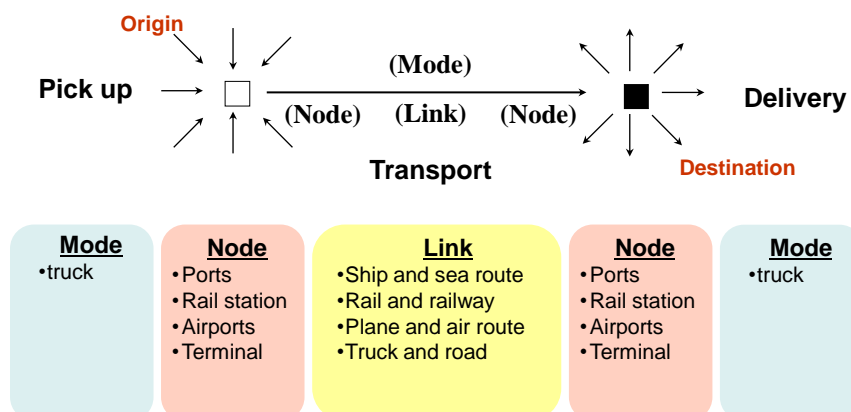 Origin
(Mode)
Pick up
Delivery
(Node) (Link) (Node)
Transport
Destination
Mode
•truck
Node
•Ports
•Rail station
•Airports
•Terminal
Link
•Ship and sea route
•Rail and railway
•Plane and air route
•Truck and road
Node
•Ports
•Rail station
•Airports
•Terminal
Mode
•truck